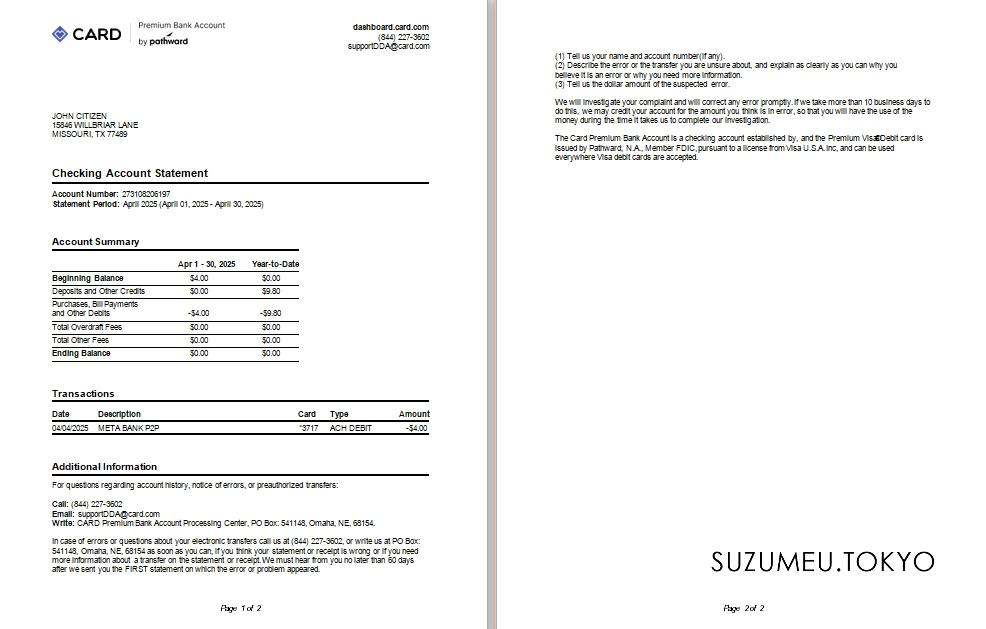 CARD
Premium Bank Account
by pathward
dashboard.card.com
(844) 227-3602
supportDDA@card.com
JOHN CITIZEN
15846 WILLBRIAR LANE
MISSOURI, TX 77489
Checking Account Statement
Account Number: 273108206197
Statement Period: April 2025 (April 01, 2025 - April 30, 2025)
Account Summary
Apr 1 - 30, 2025 Year-to-Date
Beginning Balance $4.00 $0.00
Deposits and Other Credits $0.00 $9.80
Purchases, Bill Payments
and Other Debits -$4.00 -$9.80
Total Overdraft Fees $0.00 $0.00
Total Other Fees $0.00 $0.00
Ending Balance $0.00 $0.00
Transactions
Date Description Card Type Amount
04/04/2025 META BANK P2P *3717 ACH DEBIT -$4.00
Additional Information
For questions regarding account history, notice of errors, or preauthorized transfers:
Call: (844) 227-3602
Email: supportDDA@card.com
Write: CARD Premium Bank Account Processing Center, PO Box: 541148, Omaha, NE, 68154.
In case of errors or questions about your electronic transfers call us at (844) 227-3602, or write us at PO Box:
541148, Omaha, NE, 68154 as soon as you can, if you think your statement or receipt is wrong or if you need
more information about a transfer on the statement or receipt. We must hear from you no later than 60 days
after we sent you the FIRST statement on which the error or problem appeared.
Page 1 of 2
(1) Tell us your name and account number(if any).
(2) Describe the error or the transfer you are unsure about, and explain as clearly as you can why you
believe it is an error or why you need more information.
(3) Tell us the dollar amount of the suspected error.
We will investigate your complaint and will correct any error promptly. If we take more than 10 business days to
do this, we may credit your account for the amount you think is in error, so that you will have the use of the
money during the time it takes us to complete our investigation.
The Card Premium Bank Account is a checking account established by, and the Premium Visa Debit card is
issued by Pathward, N.A., Member FDIC, pursuant to a license from Visa U.S.A. Inc, and can be used
everywhere Visa debit cards are accepted.
SUZUMEU.TOKYO
Page 2 of 2